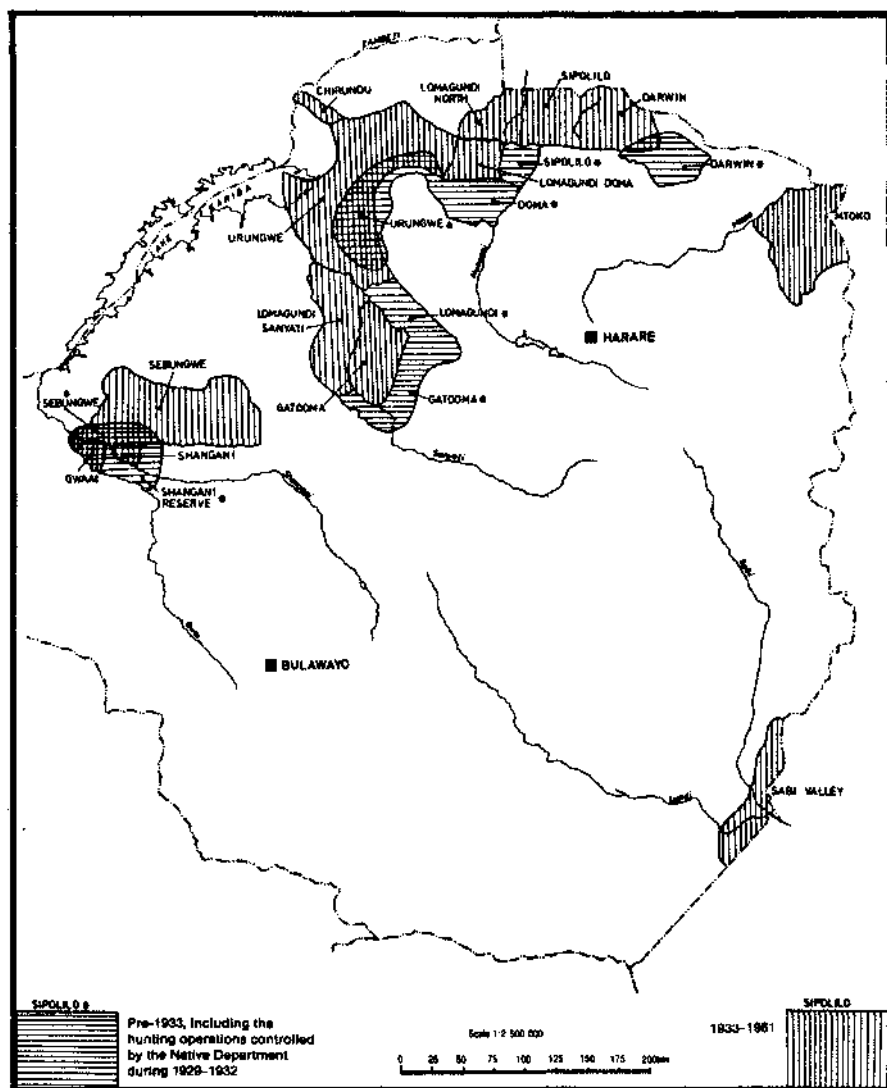 ZAMBEZI
CHIRUNDU
LOMAGUNDI
NORTH
SIPOLILO
DARWIN
SIPOLILO
DARWIN
LOMAGUNDI DOMA
DOMA
LAKE KARIBA
URUNGWE
URUNGWE
MTOKO
LOMAGUNDI
SANYATI
LOMAGUNDI
HARARE
SEBUNGWE
SEBUNGWE
GATOOMA
GATOOMA
SHANGANI
GWAAI
SHANGANI
RESERVE
Sabi
BULAWAYO
SABI VALLEY
SIPOLILO
Pre-1933, including the
hunting operations controlled
by the Native Department
during 1929-1932
Scale 1:2 500 000
0 25 50 75 100 125 150 175 200km
SIPOLILO
1933-1961